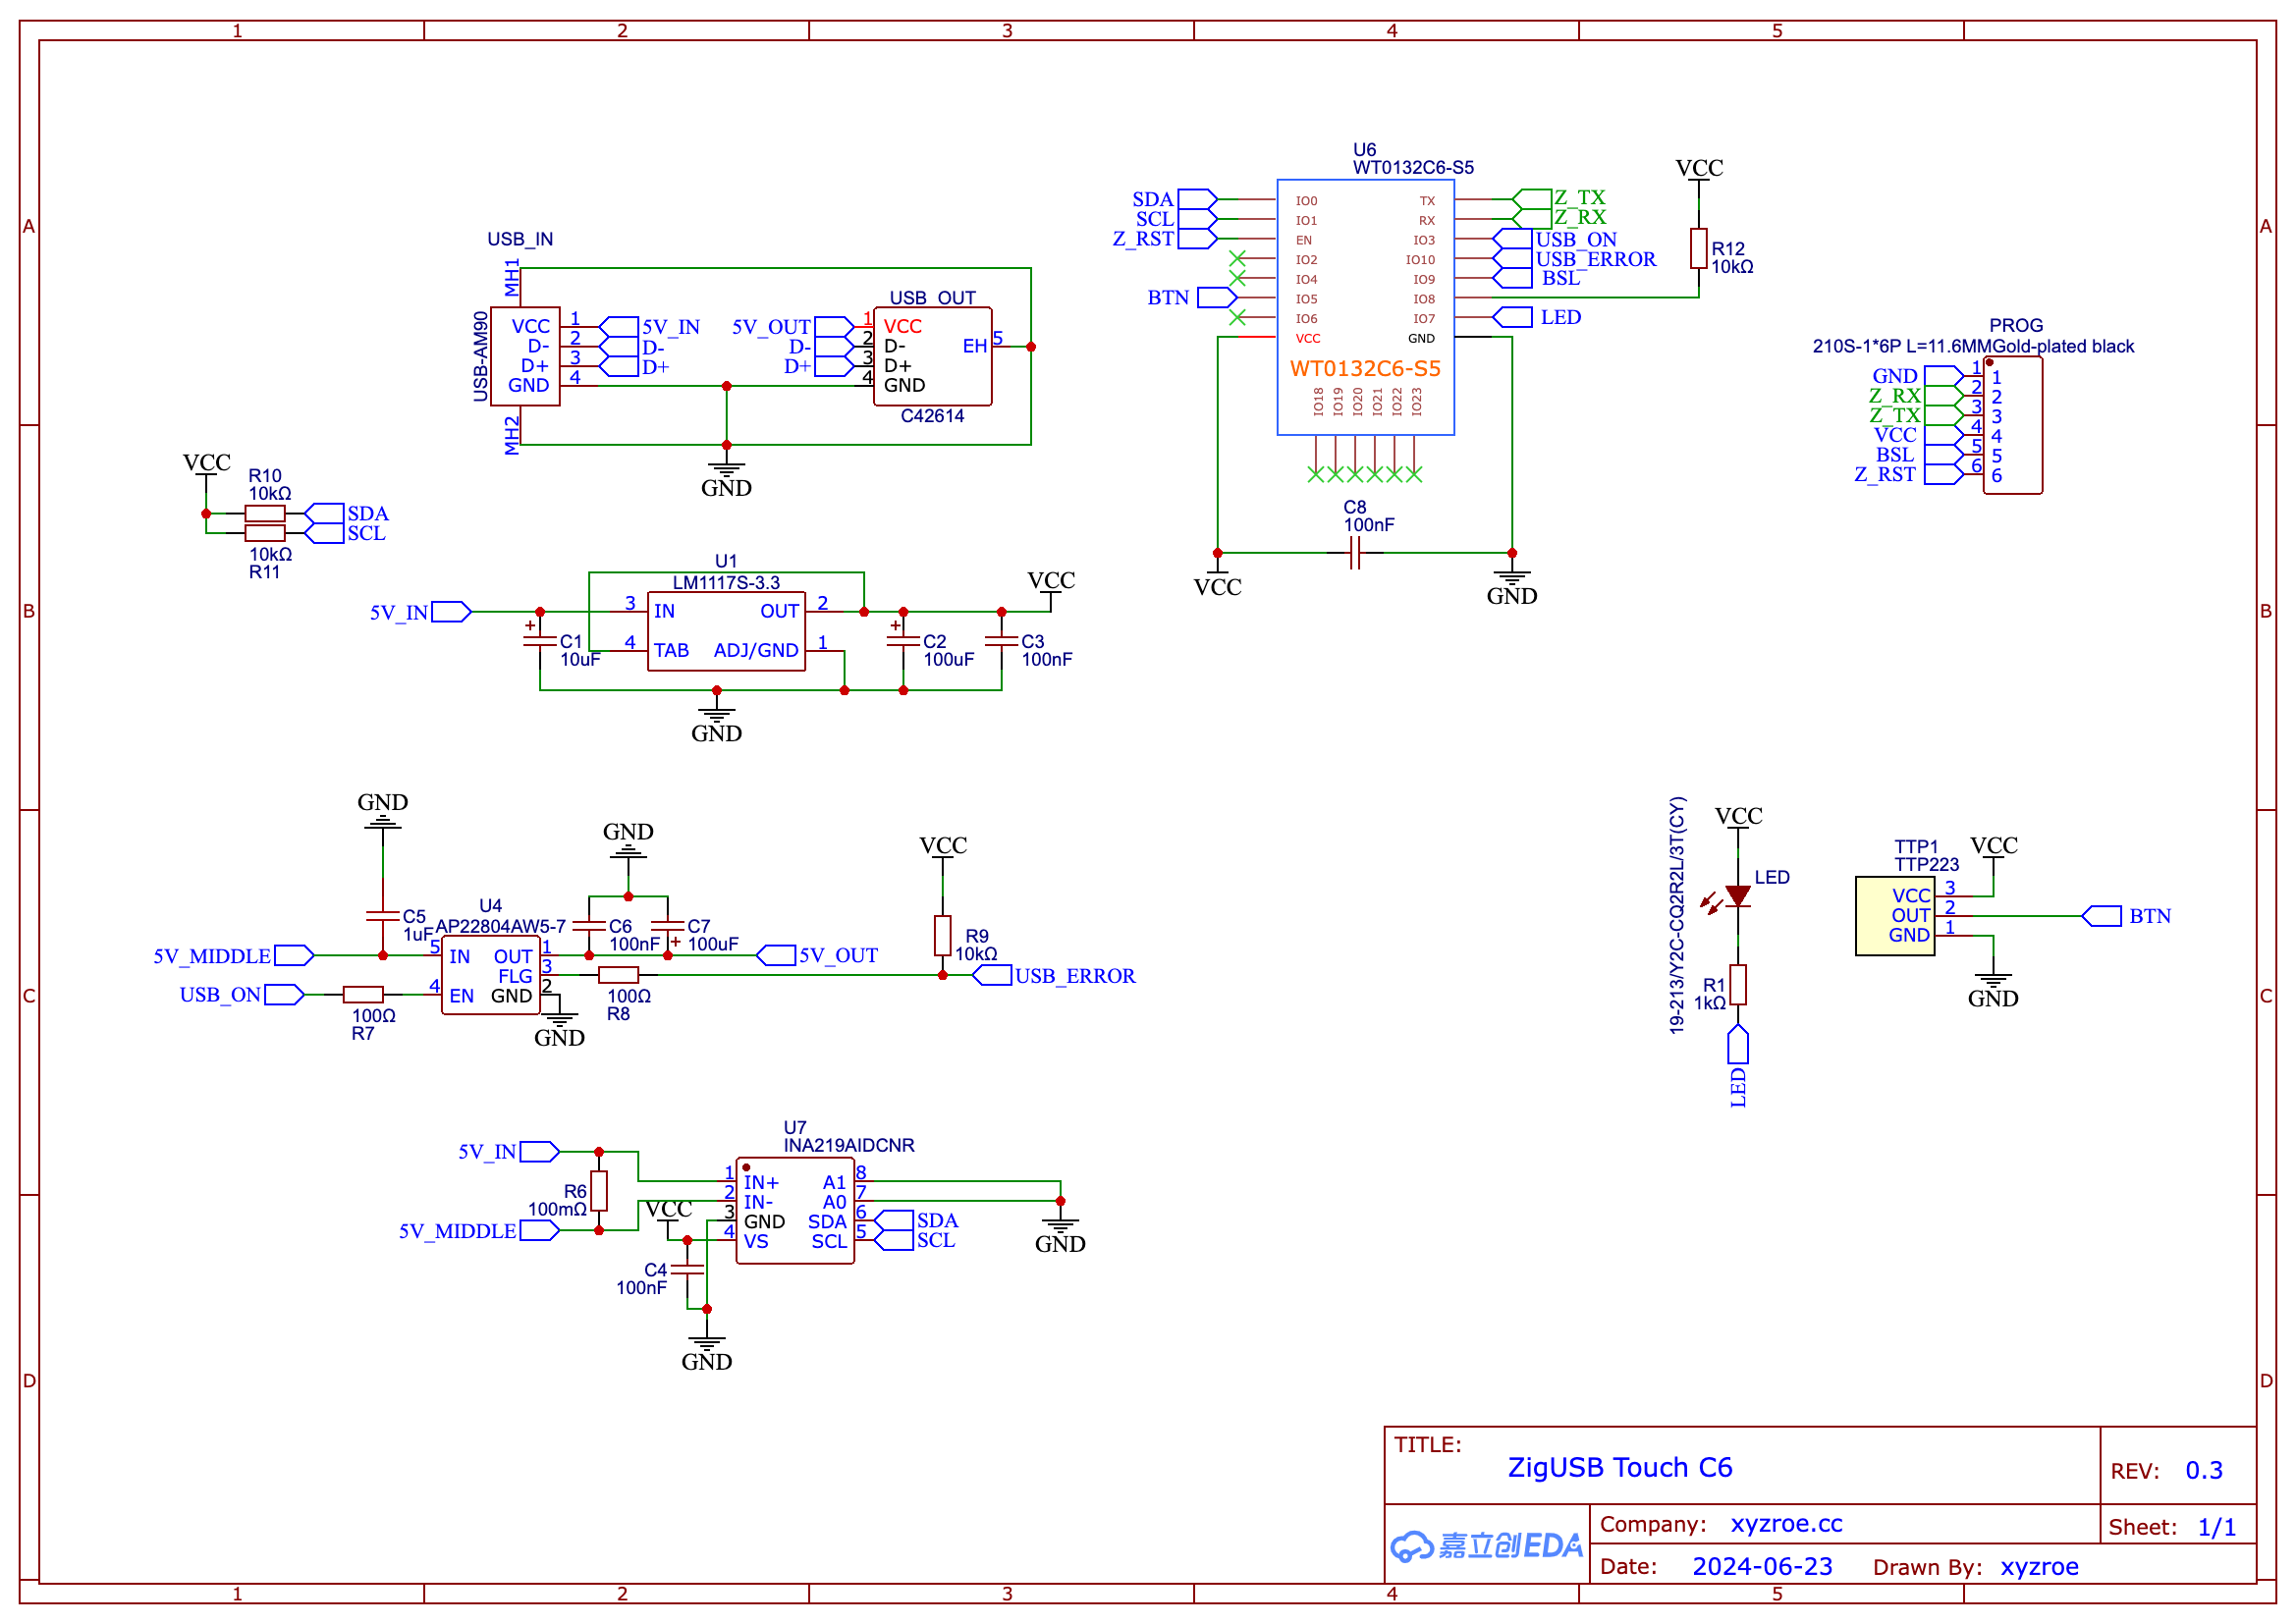 1 2 3 4 5
A
B
C
D
A
B
C
D
1 2 3 4 5
USB_IN
MH1
USB-AM90
VCC 1 5V_IN
D- 2 D-
D+ 3 D+
GND 4
MH2
USB OUT
5V_OUT 1 VCC
D- 2 D-
D+ 3 D+
4 GND
EH 5
C42614
GND
U6
WT0132C6-S5
SDA IO0
SCL IO1
Z_RST EN
IO2
IO4
BTN IO5
IO6
VCC
TX Z_TX
RX Z_RX
IO3 USB_ON
IO10 USB_ERROR
IO9 BSL
IO8
IO7 LED
GND
WT0132C6-S5
IO18 IO19 IO20 IO21 IO22 IO23
VCC
R12
10kΩ
C8
100nF
VCC
GND
PROG
210S-1*6P L=11.6MMGold-plated black
GND 1 1
Z_RX 2 2
Z_TX 3 3
VCC 4 4
BSL 5 5
Z_RST 6 6
VCC
R10
10kΩ
SDA
SCL
10kΩ
R11
U1
LM1117S-3.3
5V_IN
3 IN OUT 2
4 TAB ADJ/GND 1
+ C1
10uF
+ C2
100uF
C3
100nF
VCC
GND
GND
C5
1uF
U4
AP22804AW5-7
5V_MIDDLE 5 IN
USB_ON 4 EN
100Ω
R7
OUT 1
FLG 3
GND 2
GND
GND
C6
100nF
C7
+ 100uF
5V_OUT
100Ω
R8
VCC
R9
10kΩ
USB_ERROR
U7
INA219AIDCNR
5V_IN
R6
100mΩ
5V_MIDDLE
VCC
1 IN+
2 IN-
3 GND
4 VS
A1 8
A0 7
SDA 6 SDA
SCL 5 SCL
GND
C4
100nF
GND
19-213/Y2C-CQ2R2L/3T(CY)
VCC
LED
R1
1kΩ
LED
TTP1
TTP223
VCC
VCC 3
OUT 2 BTN
GND 1
GND
TITLE:
ZigUSB Touch C6
REV: 0.3
嘉立创EDA
Company: xyzroe.cc
Sheet: 1/1
Date: 2024-06-23 Drawn By: xyzroe